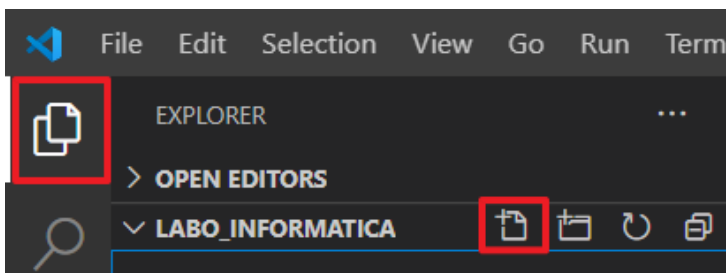 File Edit Selection View Go Run Term
EXPLORER
OPEN EDITORS
LABO_INFORMATICA